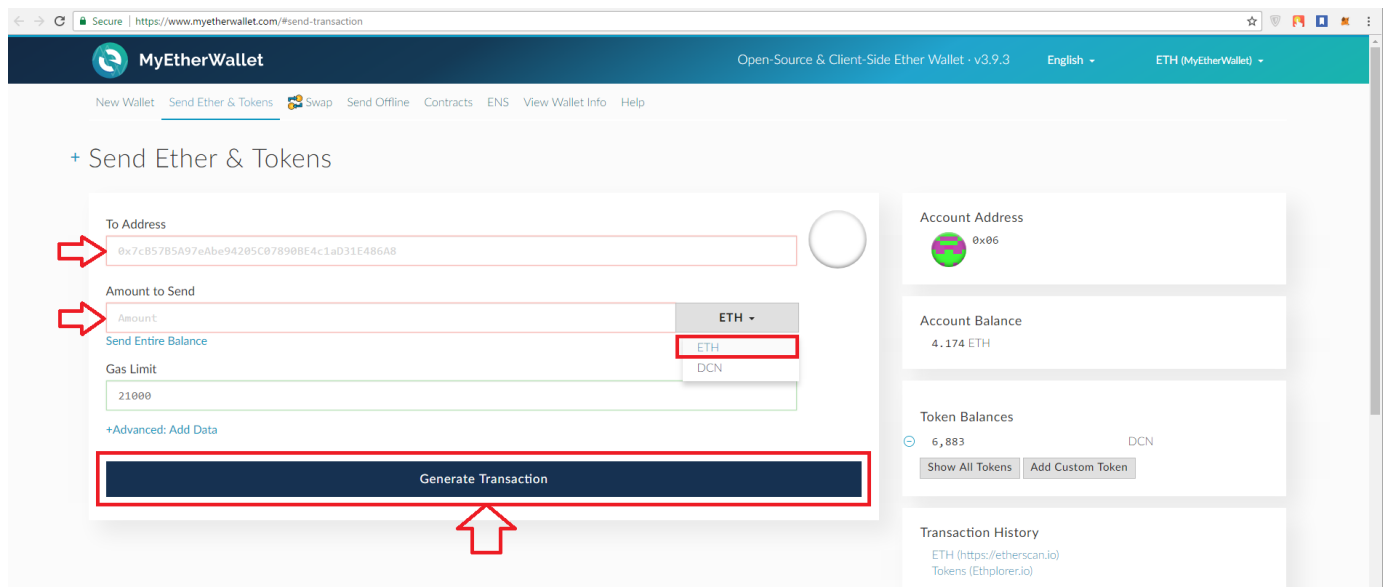 Secure | https://www.myetherwallet.com/#send-transaction
MyEtherWallet
Open-Source & Client-Side Ether Wallet · v3.9.3
English
ETH (MyEtherWallet)
New Wallet Send Ether & Tokens Swap Send Offline Contracts ENS View Wallet Info Help
+ Send Ether & Tokens
To Address
0x7cB57B5A97eAbe94205C07890BE4c1aD31E486A8
Amount to Send
Amount
ETH
Send Entire Balance
ETH
DCN
Gas Limit
21000
+Advanced: Add Data
Generate Transaction
Account Address
0x06
Account Balance
4.174 ETH
Token Balances
6,883 DCN
Show All Tokens Add Custom Token
Transaction History
ETH (https://etherscan.io)
Tokens (Ethplorer.io)